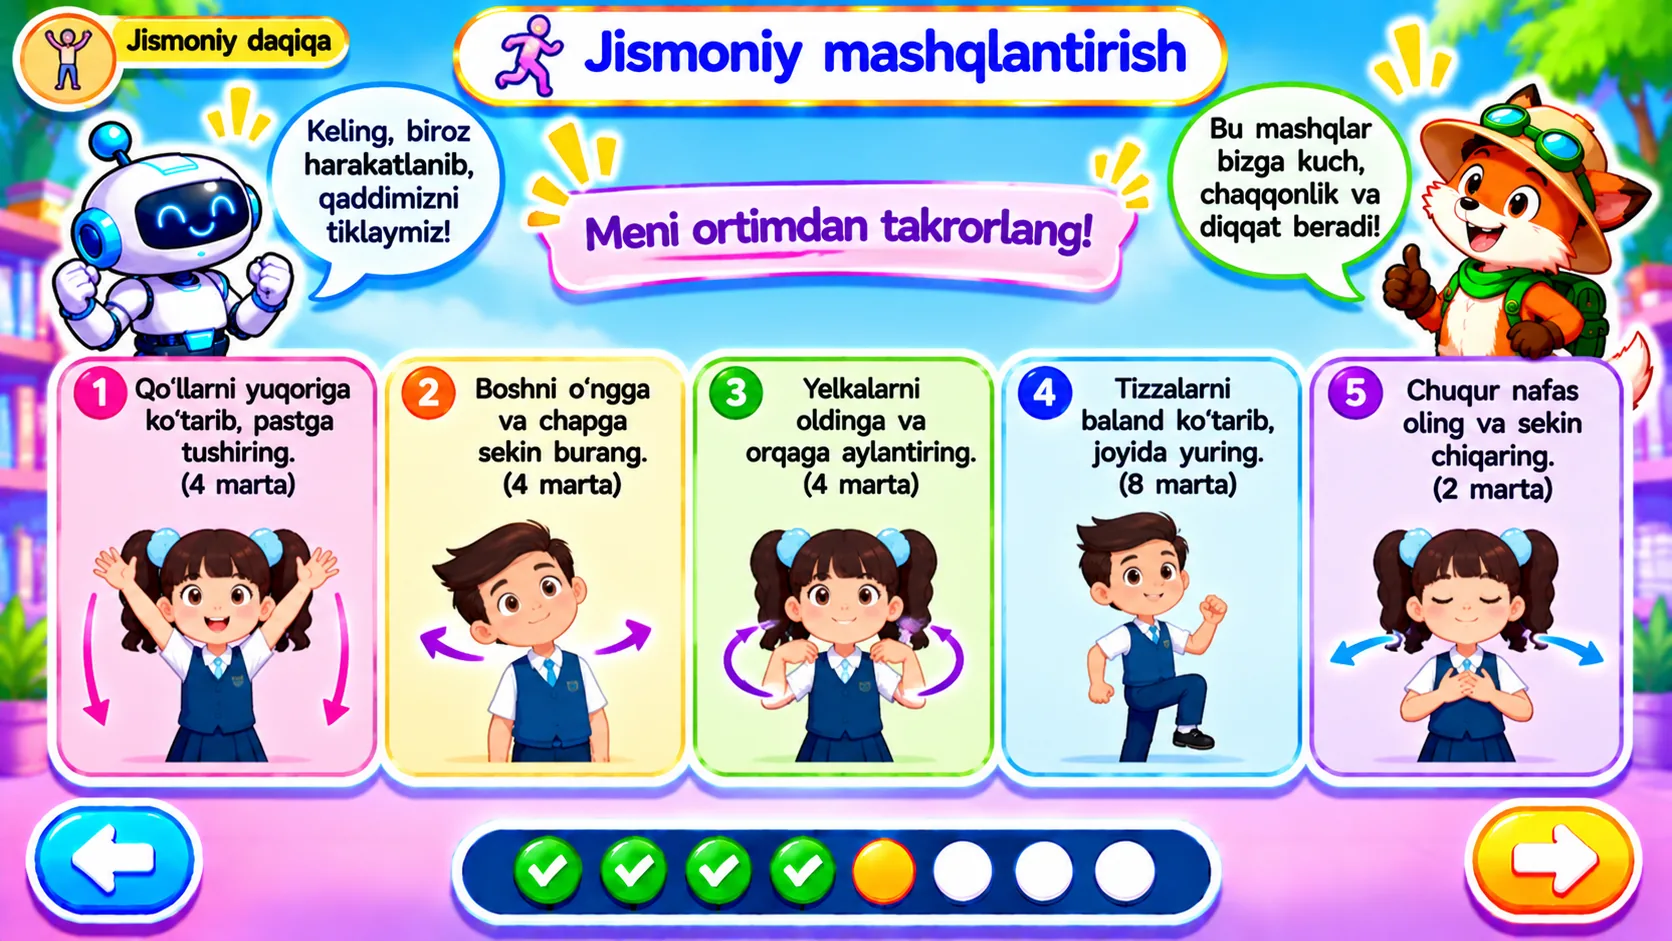 Jismoniy daqiqa
Jismoniy mashqlantirish
Keling, biroz
harakatlanib,
qaddimizni
tiklaymiz!
Meni ortimdan takrorlang!
Bu mashqlar
bizga kuch,
chaqqonlik va
diqqat beradi!
1
Qo‘llarni yuqoriga
ko‘tarib, pastga
tushiring.
(4 marta)
2
Boshni o‘ngga
va chapga
sekin burang.
(4 marta)
3
Yelkalarni
oldinga va
orqaga aylantiring.
(4 marta)
4
Tizzalarni
baland ko‘tarib,
joyida yuring.
(8 marta)
5
Chuqur nafas
oling va sekin
chiqaring.
(2 marta)